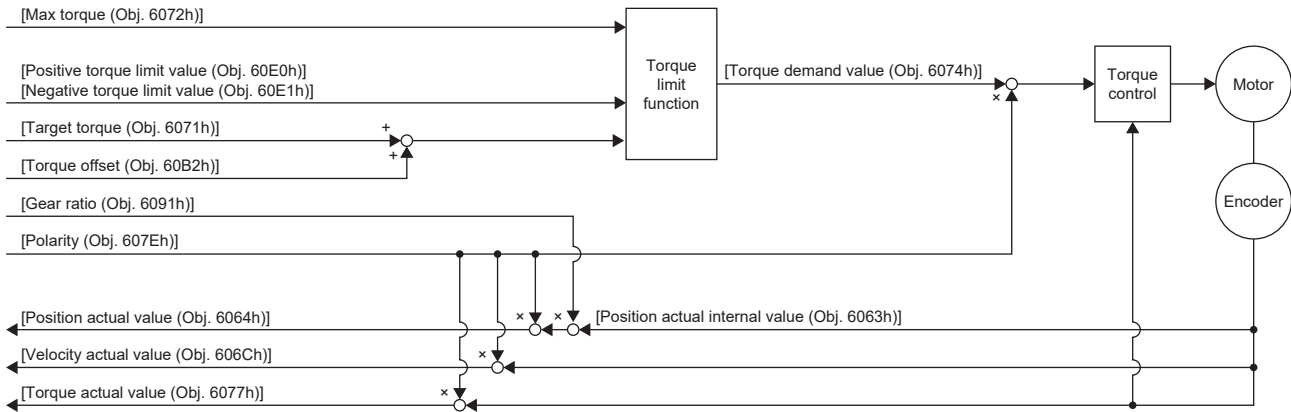 [Max torque (Obj. 6072h)]
[Positive torque limit value (Obj. 60E0h)]
[Negative torque limit value (Obj. 60E1h)]
Torque
limit
function
[Torque demand value (Obj. 6074h)]
×
Torque
control
Motor
[Target torque (Obj. 6071h)]
+
+
[Torque offset (Obj. 60B2h)]
[Gear ratio (Obj. 6091h)]
Encoder
[Polarity (Obj. 607Eh)]
[Position actual value (Obj. 6064h)]
×
×
[Position actual internal value (Obj. 6063h)]
[Velocity actual value (Obj. 606Ch)]
×
[Torque actual value (Obj. 6077h)]
×